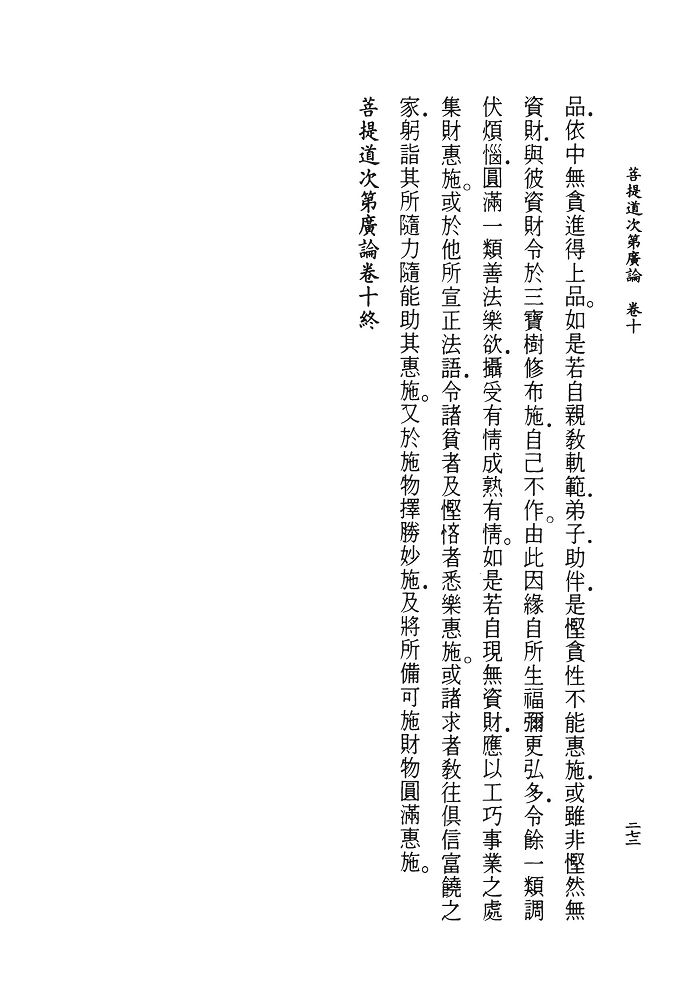 菩提道次第廣論　卷十
二七三
品．依中無貪進得上品。如是若自親教軌範．弟子．助伴．是慳貪性不能惠施．或雖非慳然無
資財．與彼資財令於三寶樹修布施．自己不作。由此因緣自所生福彌更弘多．令餘一類調
伏煩惱．圓滿一類善法樂欲．攝受有情成熟有情。如是若自現無資財．應以工巧事業之處
集財惠施。或於他所宣正法語．令諸貧者及慳悋者悉樂惠施。或諸求者教往俱信富饒之
家．躬詣其所隨力隨能助其惠施。又於施物擇勝妙施．及將所備可施財物圓滿惠施。
菩提道次第廣論卷十終